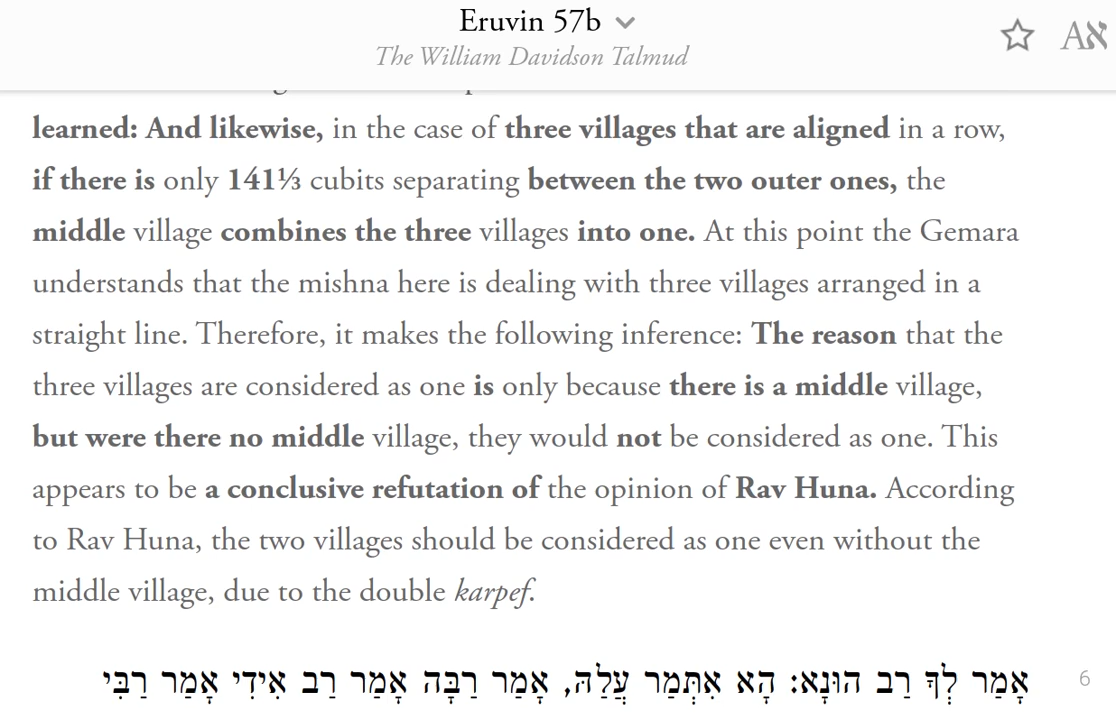 Eruvin 57b
The William Davidson Talmud
Aא
learned: And likewise, in the case of three villages that are aligned in a row,
if there is only 141⅓ cubits separating between the two outer ones, the
middle village combines the three villages into one. At this point the Gemara
understands that the mishna here is dealing with three villages arranged in a
straight line. Therefore, it makes the following inference: The reason that the
three villages are considered as one is only because there is a middle village,
but were there no middle village, they would not be considered as one. This
appears to be a conclusive refutation of the opinion of Rav Huna. According
to Rav Huna, the two villages should be considered as one even without the
middle village, due to the double karpef.
6
אָמַר לְךָ רַב הוּנָא: הָא אִתְּמַר עֲלַהּ, אָמַר רַבָּה אָמַר רַב אִידִי אָמַר רַבִּי